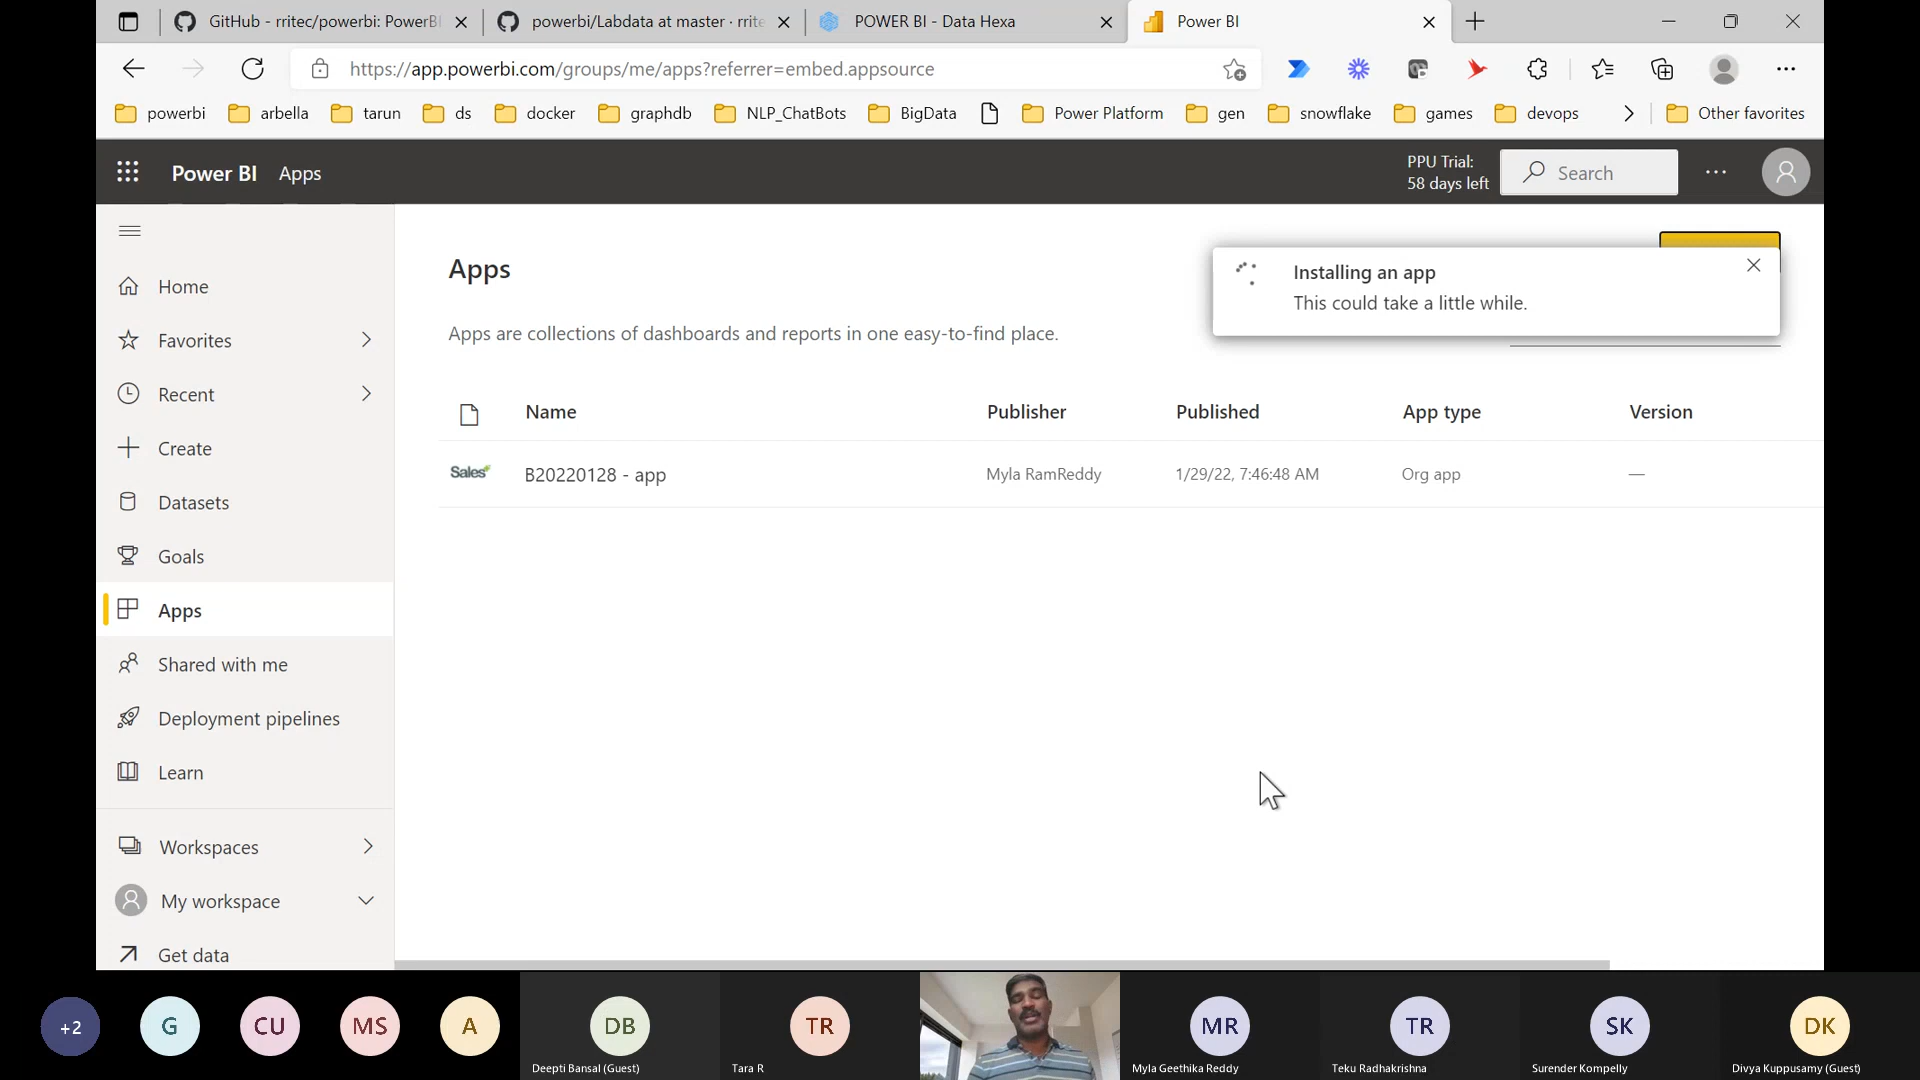 GitHub - rritec/powerbi: PowerBI
powerbi/Labdata at master · rrite
POWER BI - Data Hexa
Power BI
https://app.powerbi.com/groups/me/apps?referrer=embed.appsource
powerbi
arbella
tarun
ds
docker
graphdb
NLP_ChatBots
BigData
Power Platform
gen
snowflake
games
devops
Other favorites
Power BI
Apps
PPU Trial:
58 days left
Search
Home
Favorites
Recent
Create
Datasets
Goals
Apps
Shared with me
Deployment pipelines
Learn
Workspaces
My workspace
Get data
Apps
Apps are collections of dashboards and reports in one easy-to-find place.
Installing an app
This could take a little while.
Name
Publisher
Published
App type
Version
Sales
B20220128 - app
Myla RamReddy
1/29/22, 7:46:48 AM
Org app
—
+2
G
CU
MS
A
DB
Deepti Bansal (Guest)
TR
Tara R
MR
Myla Geethika Reddy
TR
Teku Radhakrishna
SK
Surender Kompelly
DK
Divya Kuppusamy (Guest)